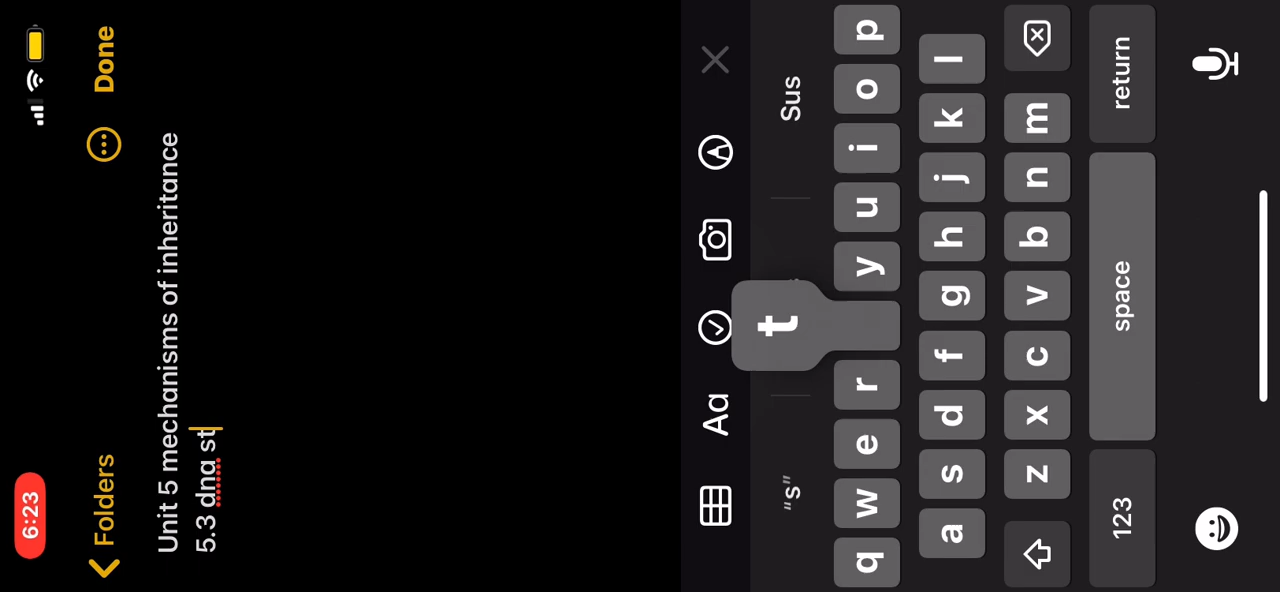 6:23
Folders
Done
Unit 5 mechanisms of inheritance
5.3 dna st
Aa
"s"
Sus
q w e r t y u i o p
a s d f g h j k l
z x c v b n m
123 space return